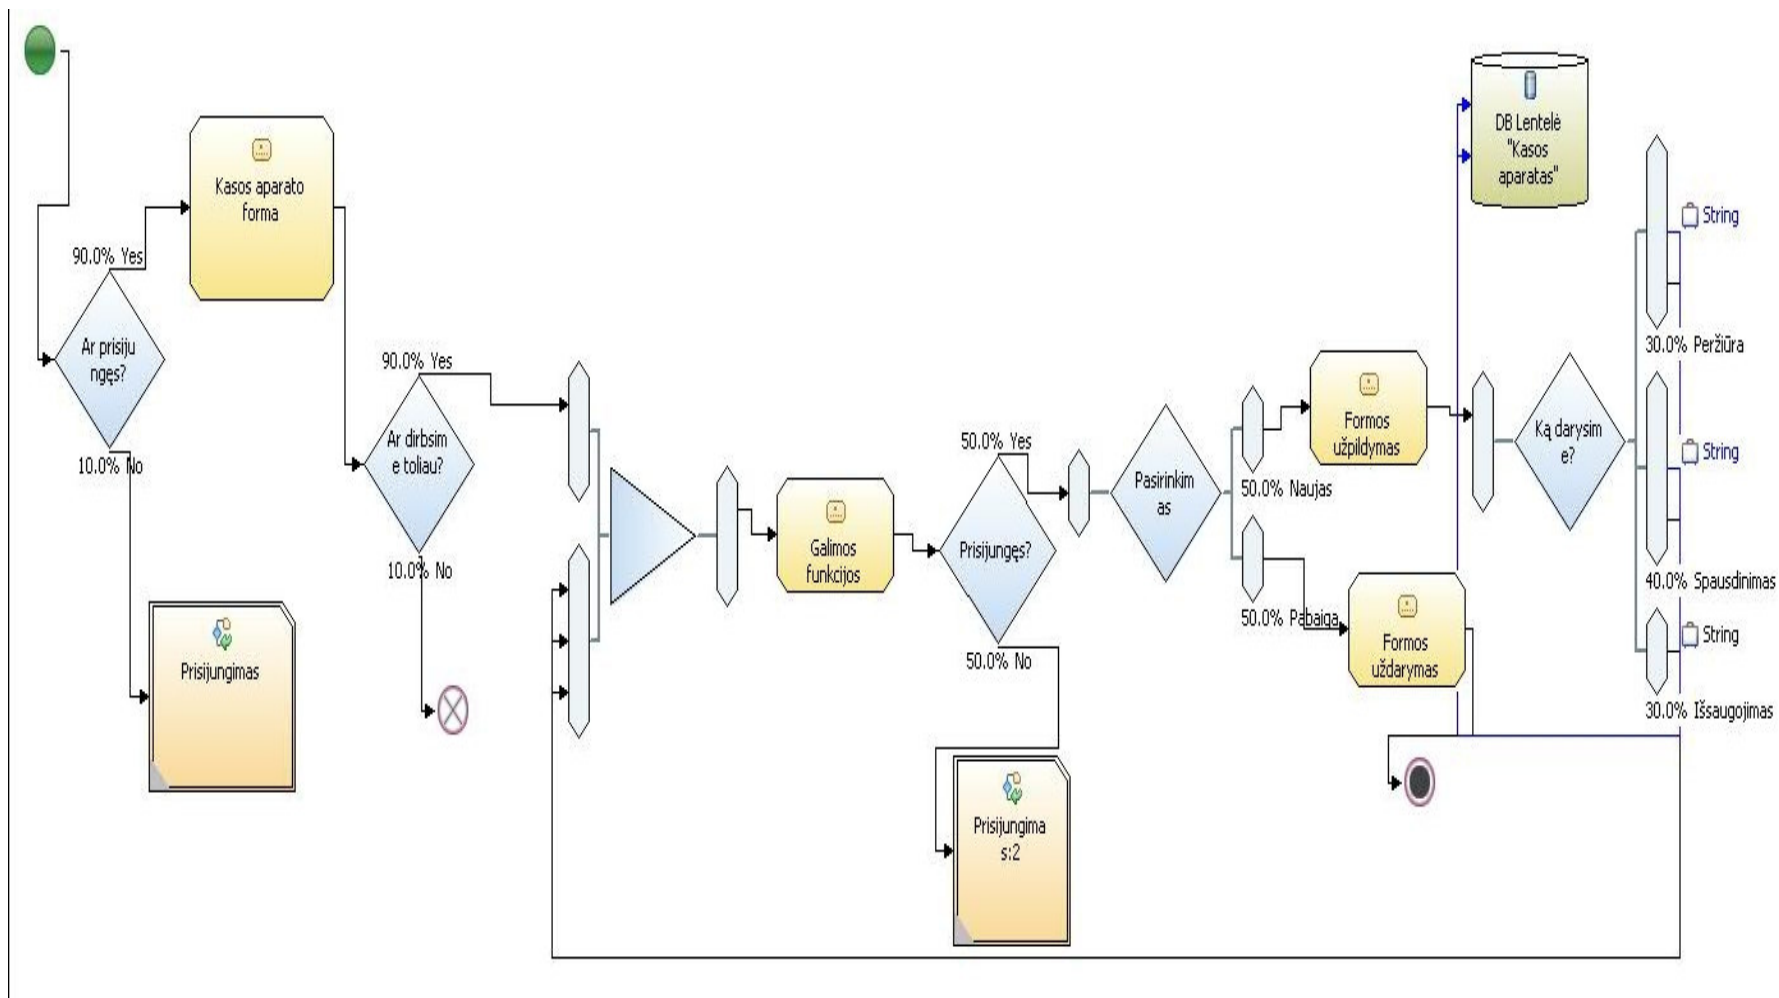 90.0% Yes
Ar prisiju
ngęs?
10.0% No
Kasos aparato
forma
Prisijungimas
90.0% Yes
Ar dirbsim
e toliau?
10.0% No
Galimos
funkcijos
50.0% Yes
Prisijungęs?
50.0% No
Prisijungima
s:2
Pasirinkim
as
50.0% Naujas
50.0% Pabaiga
Formos
užpildymas
Formos
uždarymas
DB Lentelė
"Kasos
aparatas"
Ką darysim
e?
String
30.0% Peržiūra
String
40.0% Spausdinimas
String
30.0% Išsaugojimas